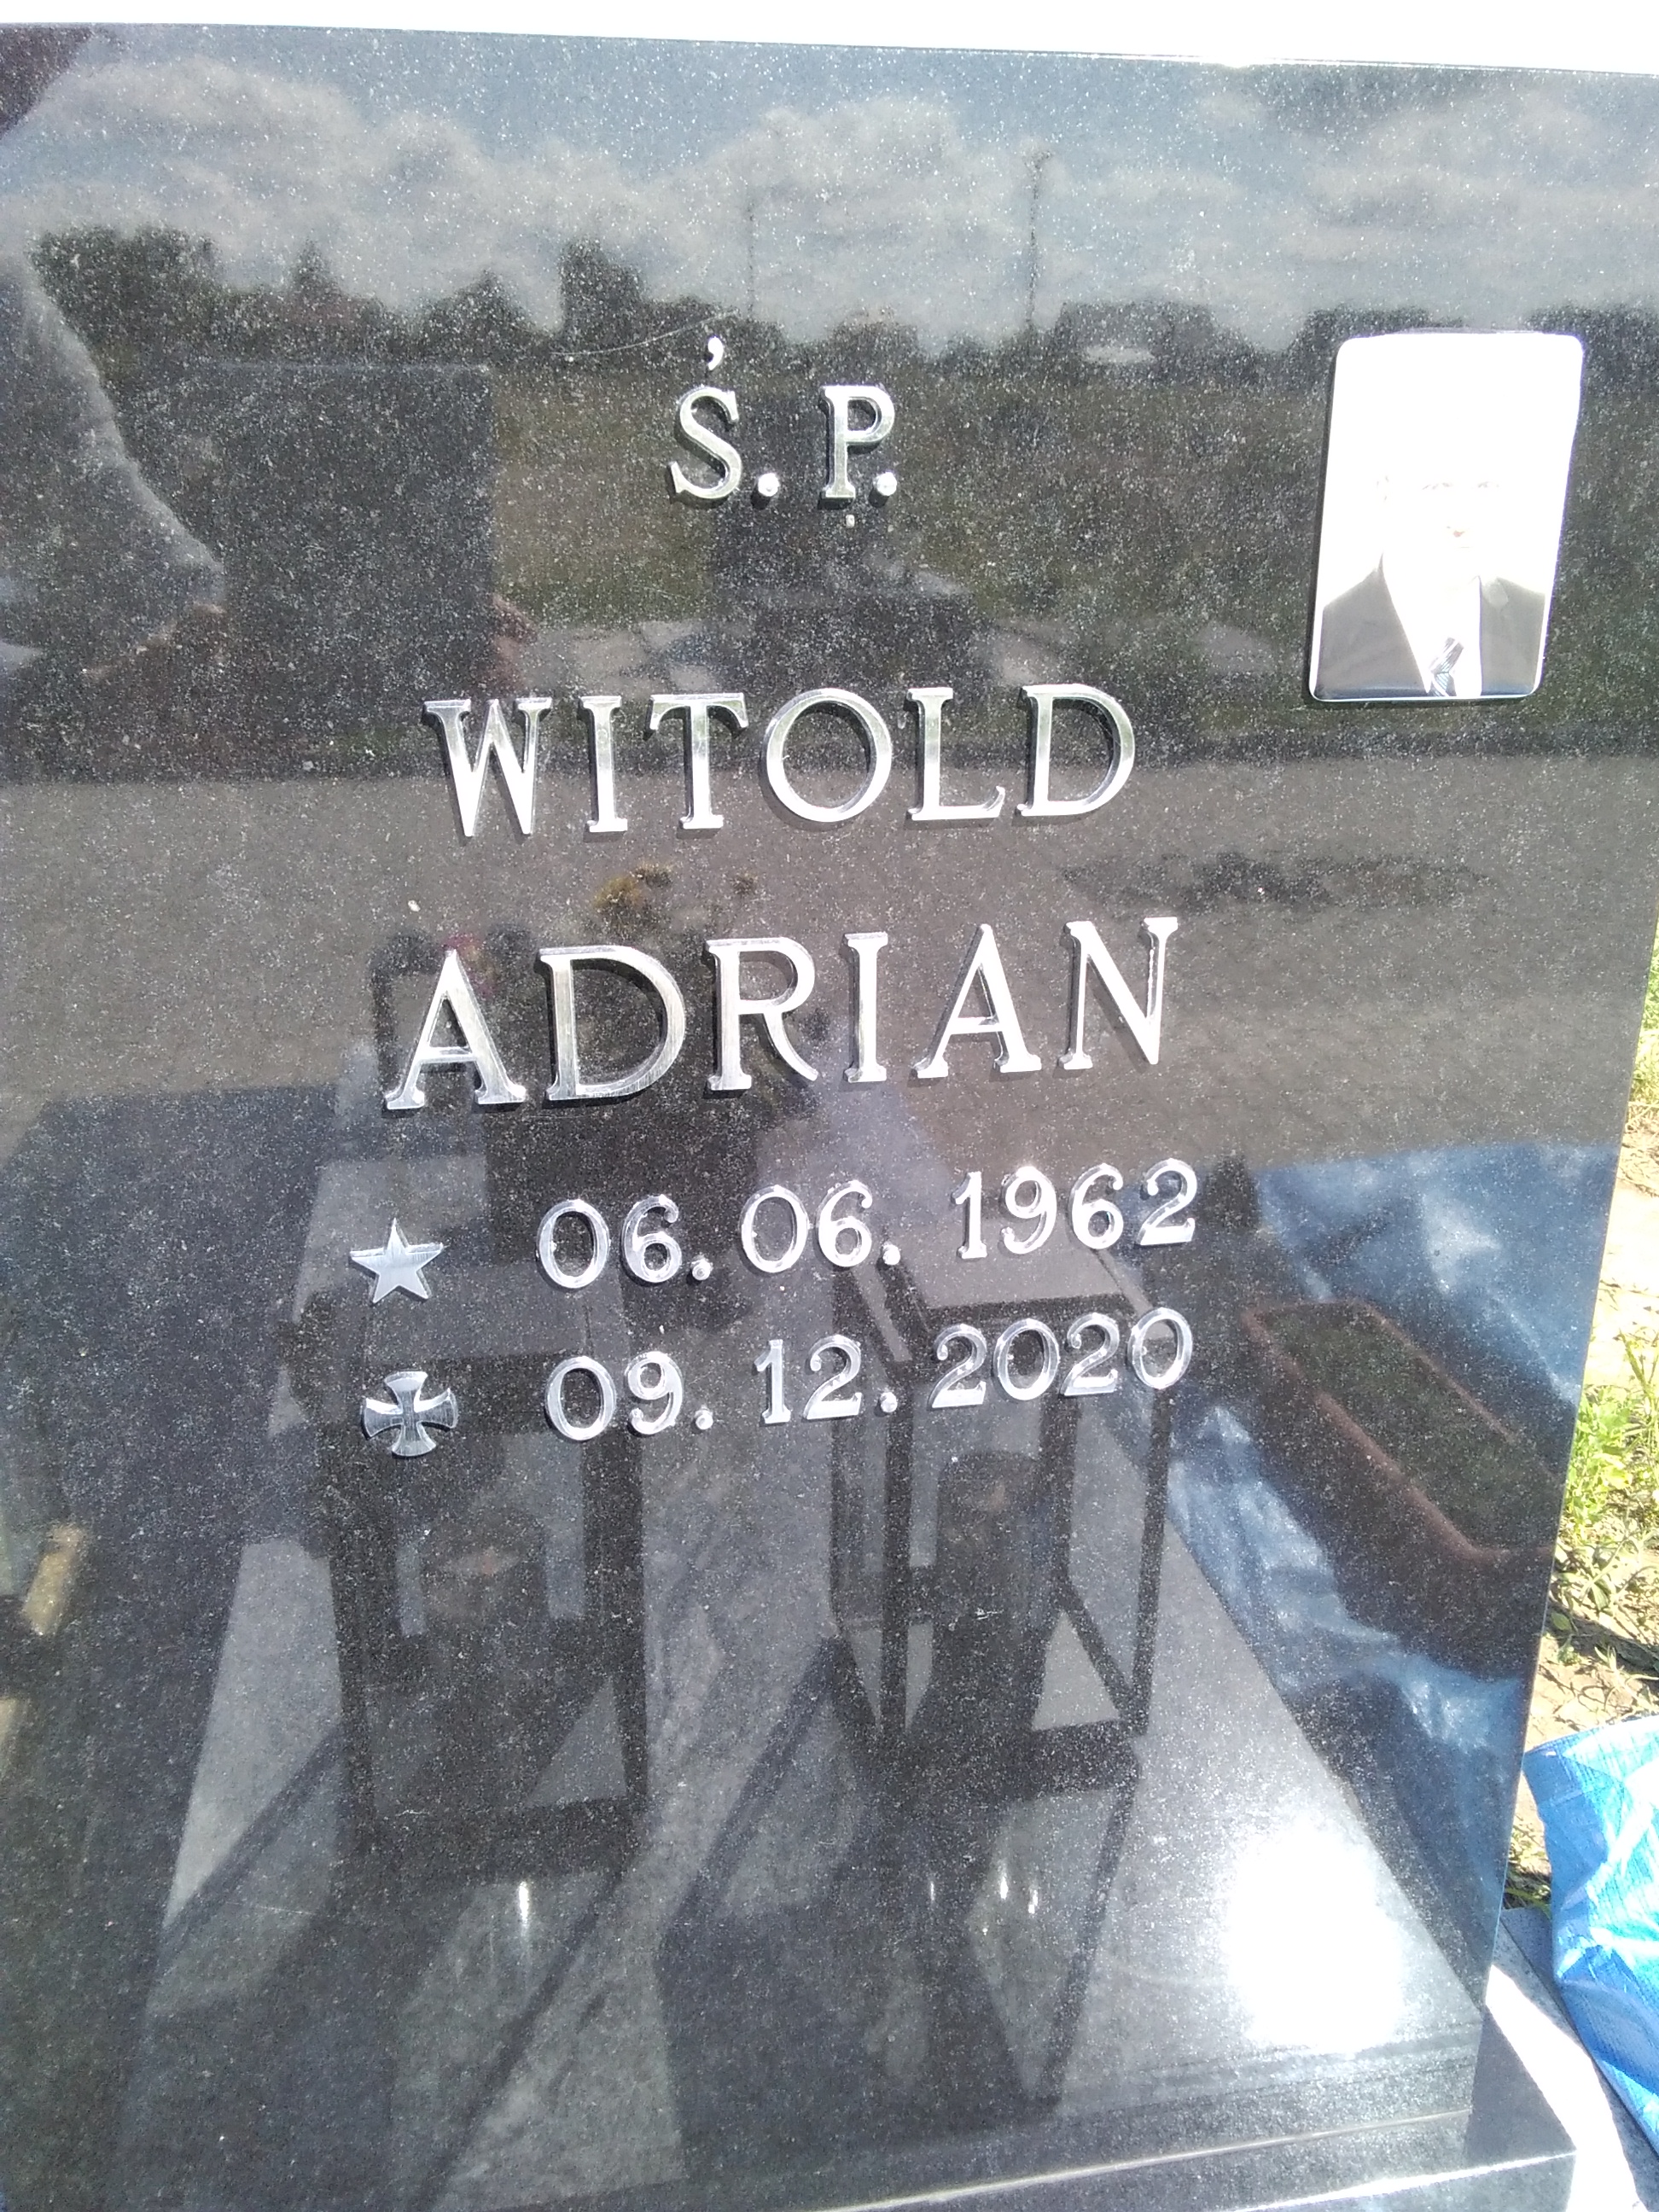 Ś. P.
WITOLD
ADRIAN
06. 06. 1962
09. 12. 2020